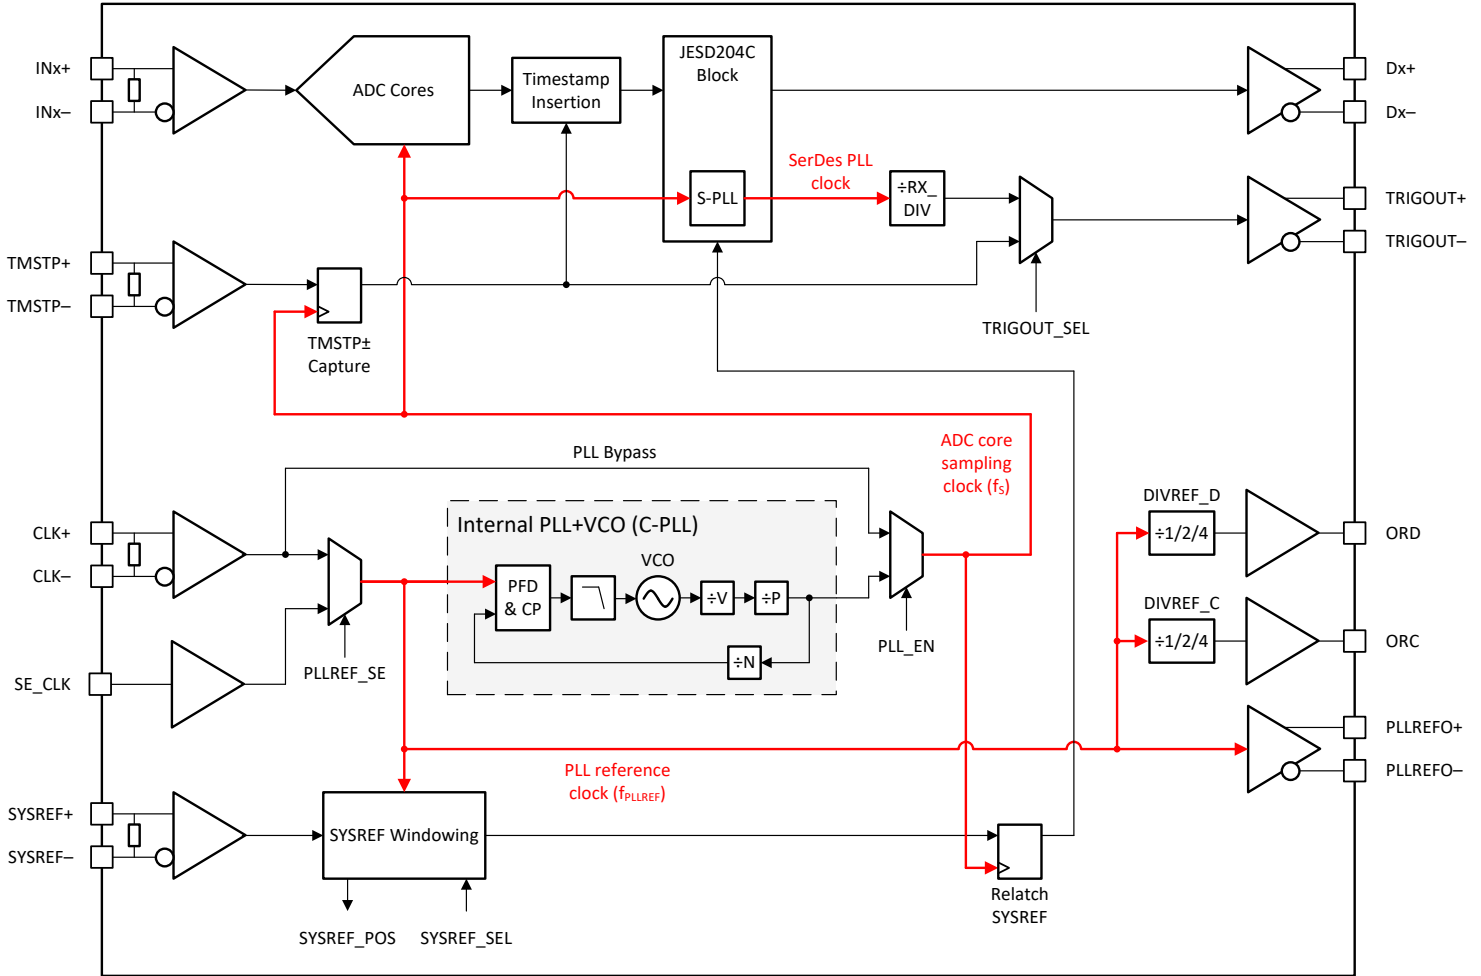 INx+
INx–
ADC Cores
Timestamp
Insertion
JESD204C
Block
S-PLL
SerDes PLL
clock
÷RX_
DIV
Dx+
Dx–
TRIGOUT+
TRIGOUT–
TRIGOUT_SEL
TMSTP+
TMSTP–
TMSTP±
Capture
PLL Bypass
ADC core
sampling
clock (fS)
CLK+
CLK–
SE_CLK
PLLREF_SE
Internal PLL+VCO (C-PLL)
PFD
& CP
VCO
÷V
÷P
÷N
PLL_EN
DIVREF_D
÷1/2/4
ORD
DIVREF_C
÷1/2/4
ORC
PLLREFO+
PLLREFO–
PLL reference
clock (fPLLREF)
SYSREF+
SYSREF–
SYSREF Windowing
SYSREF_POS
SYSREF_SEL
Relatch
SYSREF